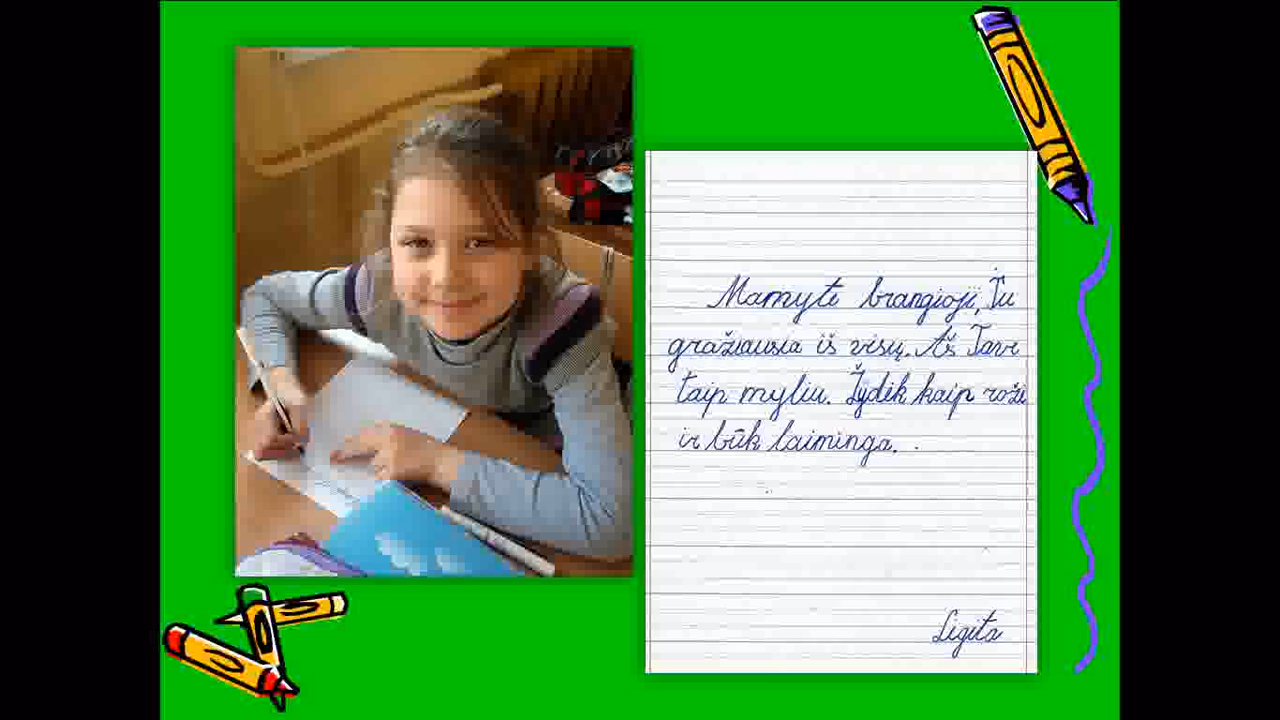 Mamyte brangioji, Tu
gražiausia iš visų. Aš Tave
taip myliu. Žydėk kaip rožė
ir būk laiminga.
Ligita